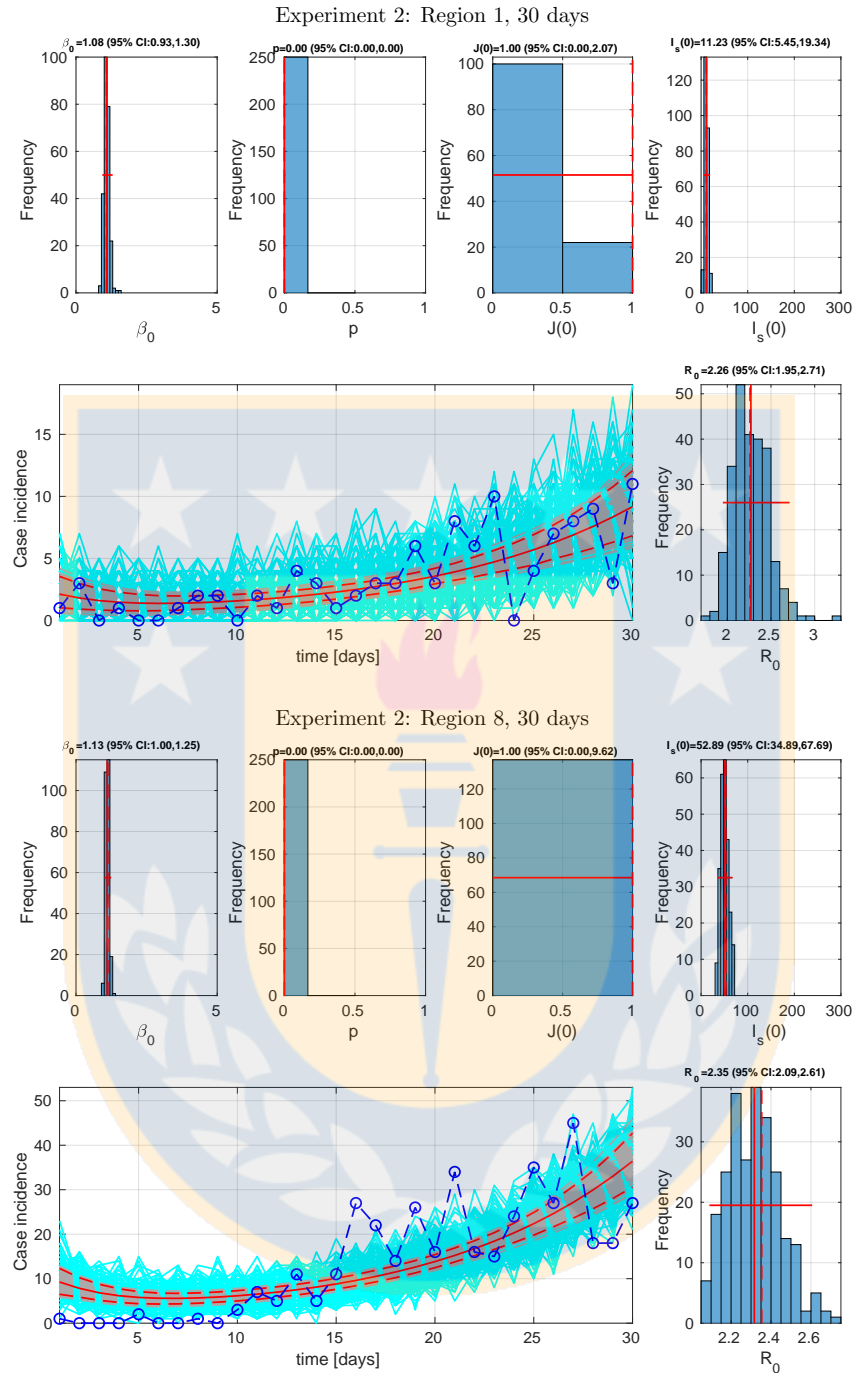 Experiment 2: Region 1, 30 days
β0 =1.08 (95% CI:0.93,1.30)
p=0.00 (95% CI:0.00,0.00)
J(0)=1.00 (95% CI:0.00,2.07)
Is(0)=11.23 (95% CI:5.45,19.34)
100
80
60
40
20
0
Frequency
0 5
β0
250
200
150
100
50
0
Frequency
0 0.5 1
p
100
80
60
40
20
0
Frequency
0 0.5 1
J(0)
120
100
80
60
40
20
0
Frequency
0 100 200 300
Is(0)
15
10
5
0
Case incidence
5 10 15 20 25 30
time [days]
R0 =2.26 (95% CI:1.95,2.71)
50
40
30
20
10
0
Frequency
2 2.5 3
R0
Experiment 2: Region 8, 30 days
β0 =1.13 (95% CI:1.00,1.25)
p=0.00 (95% CI:0.00,0.00)
J(0)=1.00 (95% CI:0.00,9.62)
Is(0)=52.89 (95% CI:34.89,67.69)
100
80
60
40
20
0
Frequency
0 5
β0
250
200
150
100
50
0
Frequency
0 0.5 1
p
120
100
80
60
40
20
0
Frequency
0 0.5 1
J(0)
60
50
40
30
20
10
0
Frequency
0 100 200 300
Is(0)
50
40
30
20
10
0
Case incidence
5 10 15 20 25 30
time [days]
R0 =2.35 (95% CI:2.09,2.61)
30
20
10
0
Frequency
2.2 2.4 2.6
R0